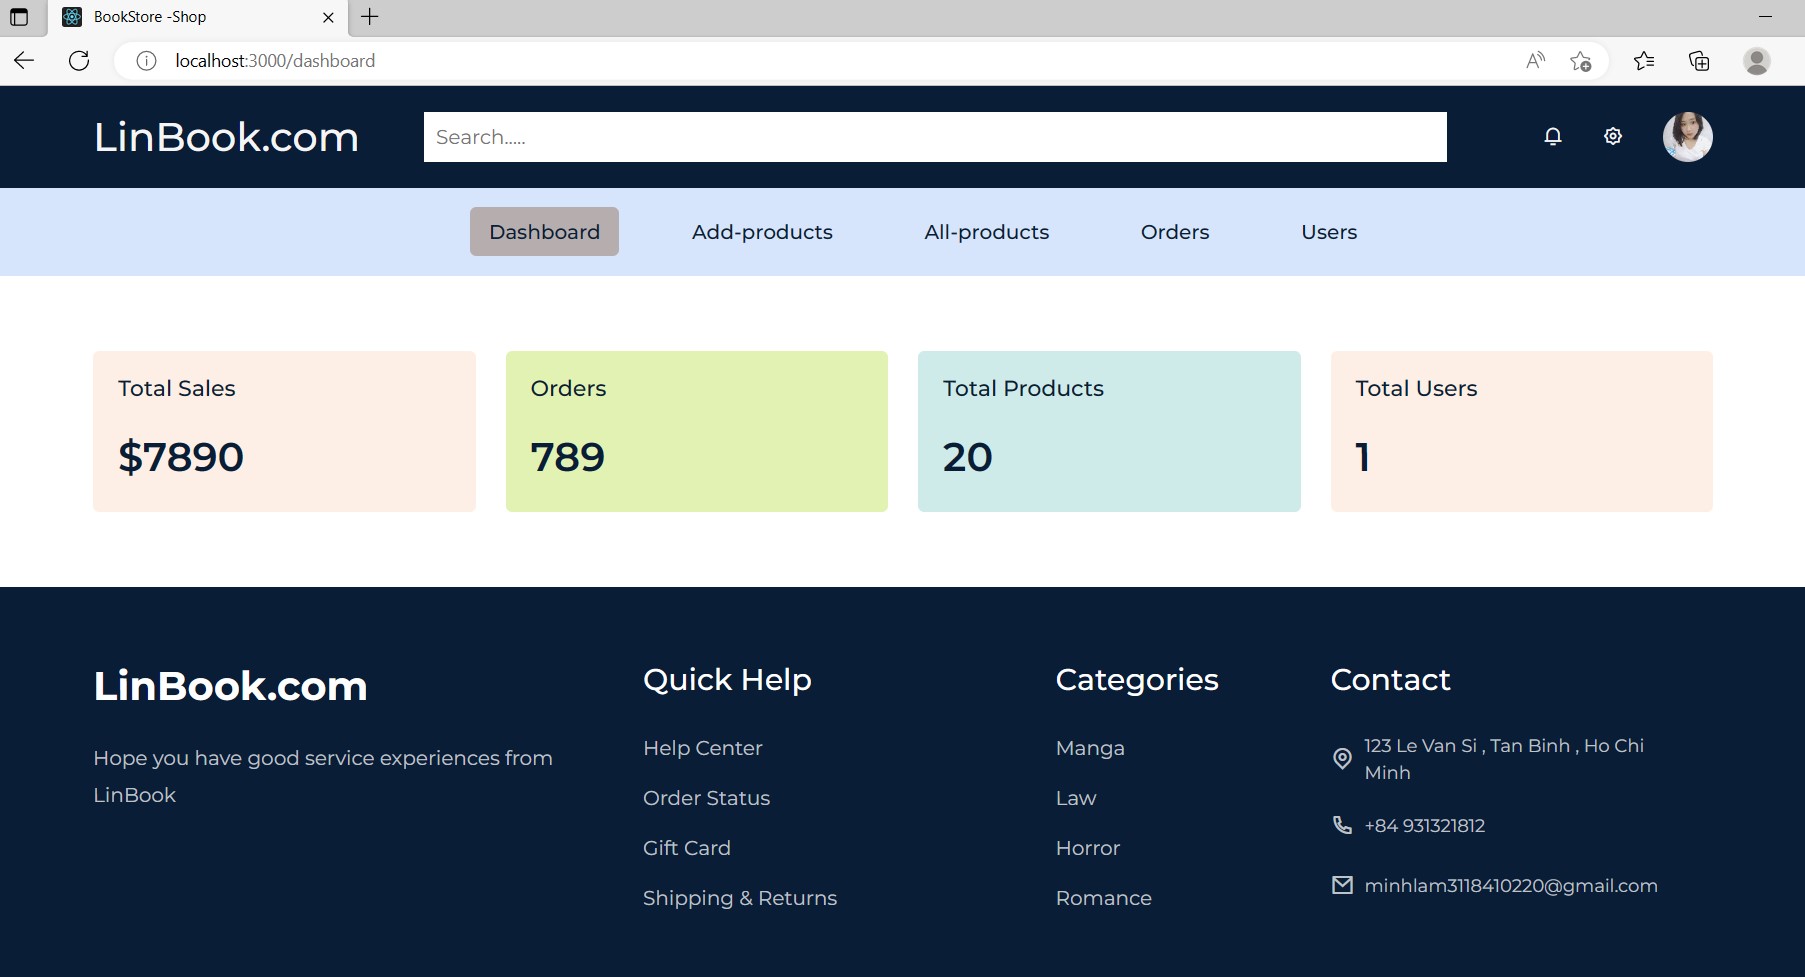 BookStore -Shop
localhost:3000/dashboard
LinBook.com
Search.....
Dashboard
Add-products
All-products
Orders
Users
Total Sales
$7890
Orders
789
Total Products
20
Total Users
1
LinBook.com
Hope you have good service experiences from
LinBook
Quick Help
Help Center
Order Status
Gift Card
Shipping & Returns
Categories
Manga
Law
Horror
Romance
Contact
123 Le Van Si , Tan Binh , Ho Chi
Minh
+84 931321812
minhlam3118410220@gmail.com